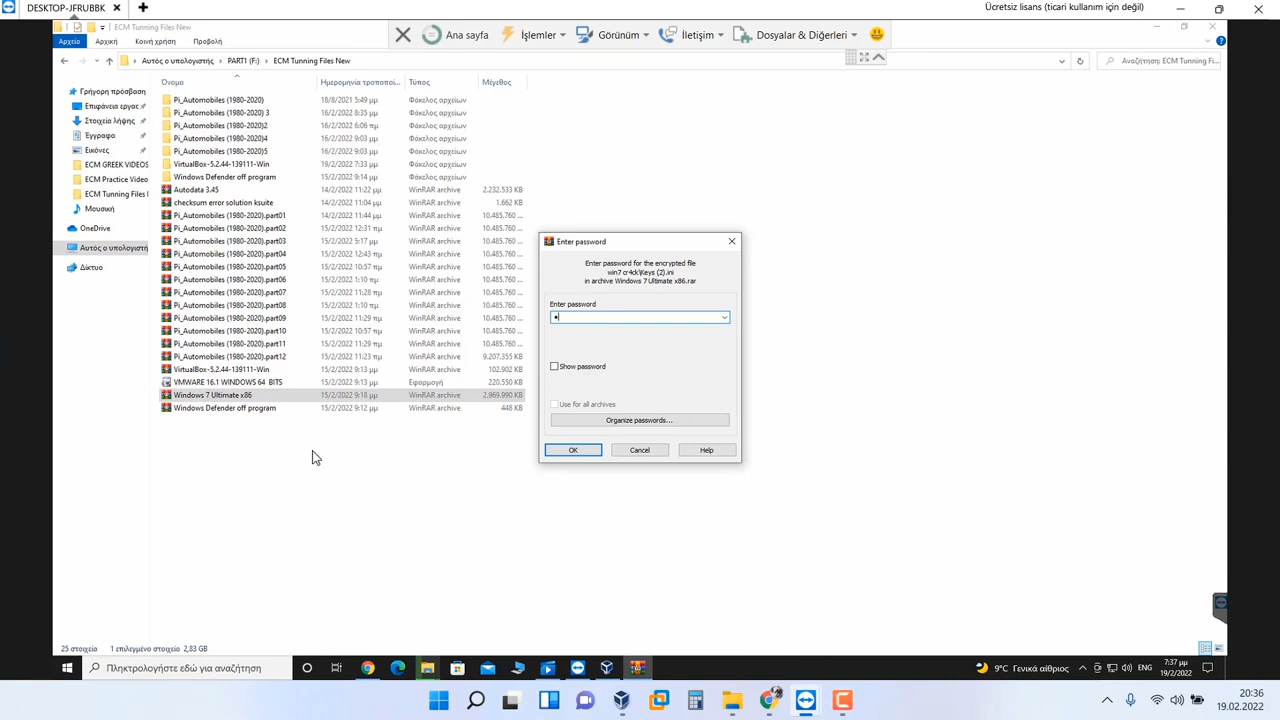 DESKTOP-JFRUBBK
Ücretsiz lisans (ticari kullanım için değil)
ECM Tunning Files New
Αρχείο Αρχική Κοινή χρήση Προβολή
Ana sayfa İşlemler Görünüm İletişim Dosyalar & Diğerleri
Αυτός ο υπολογιστής > PART1 (F:) > ECM Tunning Files New
Αναζήτηση: ECM Tunning Fi...
Όνομα Ημερομηνία τροποποί... Τύπος Μέγεθος
Γρήγορη πρόσβαση
Επιφάνεια εργας
Στοιχεία λήψης
Έγγραφα
Εικόνες
ECM GREEK VIDEOS
ECM Practice Video
ECM Tunning Files I
Μουσική
OneDrive
Αυτός ο υπολογιστή
Δίκτυο
Pi_Automobiles (1980-2020) 18/8/2021 5:49 μμ Φάκελος αρχείων
Pi_Automobiles (1980-2020) 3 16/2/2022 8:35 μμ Φάκελος αρχείων
Pi_Automobiles (1980-2020)2 16/2/2022 6:06 πμ Φάκελος αρχείων
Pi_Automobiles (1980-2020)4 16/2/2022 9:03 μμ Φάκελος αρχείων
Pi_Automobiles (1980-2020)5 16/2/2022 9:03 μμ Φάκελος αρχείων
VirtualBox-5.2.44-139111-Win 19/2/2022 7:33 μμ Φάκελος αρχείων
Windows Defender off program 15/2/2022 9:14 μμ Φάκελος αρχείων
Autodata 3.45 14/2/2022 11:22 μμ WinRAR archive 2.232.533 KB
checksum error solution ksuite 14/2/2022 11:04 μμ WinRAR archive 1.662 KB
Pi_Automobiles (1980-2020).part01 14/2/2022 11:44 μμ WinRAR archive 10.485.760 ...
Pi_Automobiles (1980-2020).part02 15/2/2022 12:31 μμ WinRAR archive 10.485.760 ...
Pi_Automobiles (1980-2020).part03 15/2/2022 5:17 μμ WinRAR archive 10.485.760 ...
Pi_Automobiles (1980-2020).part04 15/2/2022 12:43 πμ WinRAR archive 10.485.760 ...
Pi_Automobiles (1980-2020).part05 15/2/2022 10:57 πμ WinRAR archive 10.485.760 ...
Pi_Automobiles (1980-2020).part06 15/2/2022 1:10 πμ WinRAR archive 10.485.760 ...
Pi_Automobiles (1980-2020).part07 15/2/2022 11:22 μμ WinRAR archive 10.485.760 ...
Pi_Automobiles (1980-2020).part08 15/2/2022 1:10 πμ WinRAR archive 10.485.760 ...
Pi_Automobiles (1980-2020).part09 15/2/2022 12:31 μμ WinRAR archive 10.485.760 ...
Pi_Automobiles (1980-2020).part10 15/2/2022 11:22 πμ WinRAR archive 10.485.760 ...
Pi_Automobiles (1980-2020).part11 15/2/2022 10:57 πμ WinRAR archive 10.485.760 ...
Pi_Automobiles (1980-2020).part12 15/2/2022 11:23 πμ WinRAR archive 9.207.355 KB
VirtualBox-5.2.44-139111-Win 15/2/2022 9:13 μμ WinRAR archive 102.902 KB
VMWARE 16.1 WINDOWS 64 BITS 15/2/2022 9:13 μμ Εφαρμογή 220.550 KB
Windows 7 Ultimate x86 15/2/2022 9:18 μμ WinRAR archive 2.969.990 KB
Windows Defender off program 15/2/2022 9:12 μμ WinRAR archive 448 KB
Enter password
Enter password for the encrypted file
win7 cr4ck\Keys (2).ini
in archive Windows 7 Ultimate x86.rar
Enter password
Show password
Use for all archives
Organize passwords...
OK Cancel Help
25 στοιχεία 1 επιλεγμένο στοιχείο 2,83 GB
Πληκτρολογήστε εδώ για αναζήτηση
9°C Γενικά αίθριος
ENG
7:37 μμ
19/2/2022
20:36
19.02.2022